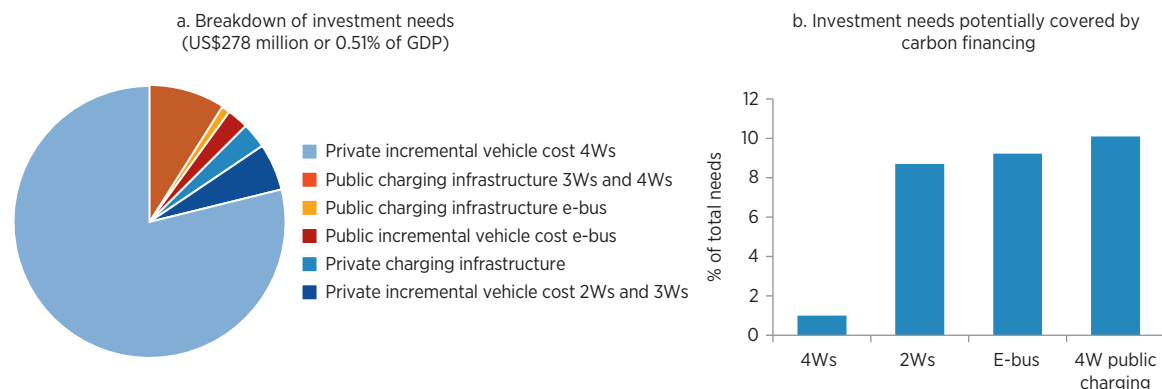 a. Breakdown of investment needs
(US$278 million or 0.51% of GDP)
Private incremental vehicle cost 4Ws
Public charging infrastructure 3Ws and 4Ws
Public charging infrastructure e-bus
Public incremental vehicle cost e-bus
Private charging infrastructure
Private incremental vehicle cost 2Ws and 3Ws
b. Investment needs potentially covered by
carbon financing
% of total needs
12
10
8
6
4
2
0
4Ws
2Ws
E-bus
4W public
charging